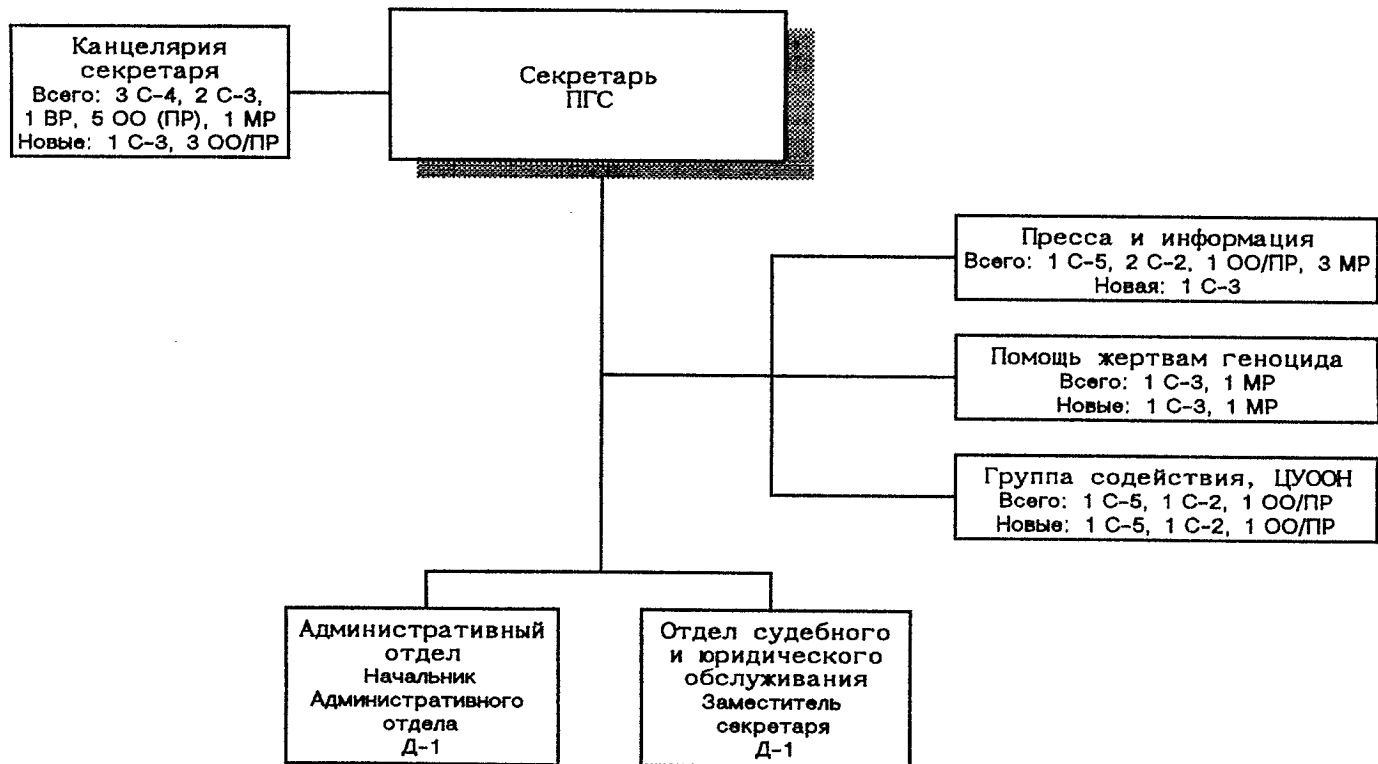 Канцелярия
секретаря
Всего: 3 С-4, 2 С-3,
1 ВР, 5 ОО (ПР), 1 МР
Новые: 1 С-3, 3 ОО/ПР
Секретарь
ПГС
Пресса и информация
Всего: 1 С-5, 2 С-2, 1 ОО/ПР, 3 МР
Новая: 1 С-3
Помощь жертвам геноцида
Всего: 1 С-3, 1 МР
Новые: 1 С-3, 1 МР
Группа содействия, ЦУООН
Всего: 1 С-5, 1 С-2, 1 ОО/ПР
Новые: 1 С-5, 1 С-2, 1 ОО/ПР
Административный
отдел
Начальник
Административного
отдела
Д-1
Отдел судебного
и юридического
обслуживания
Заместитель
секретаря
Д-1